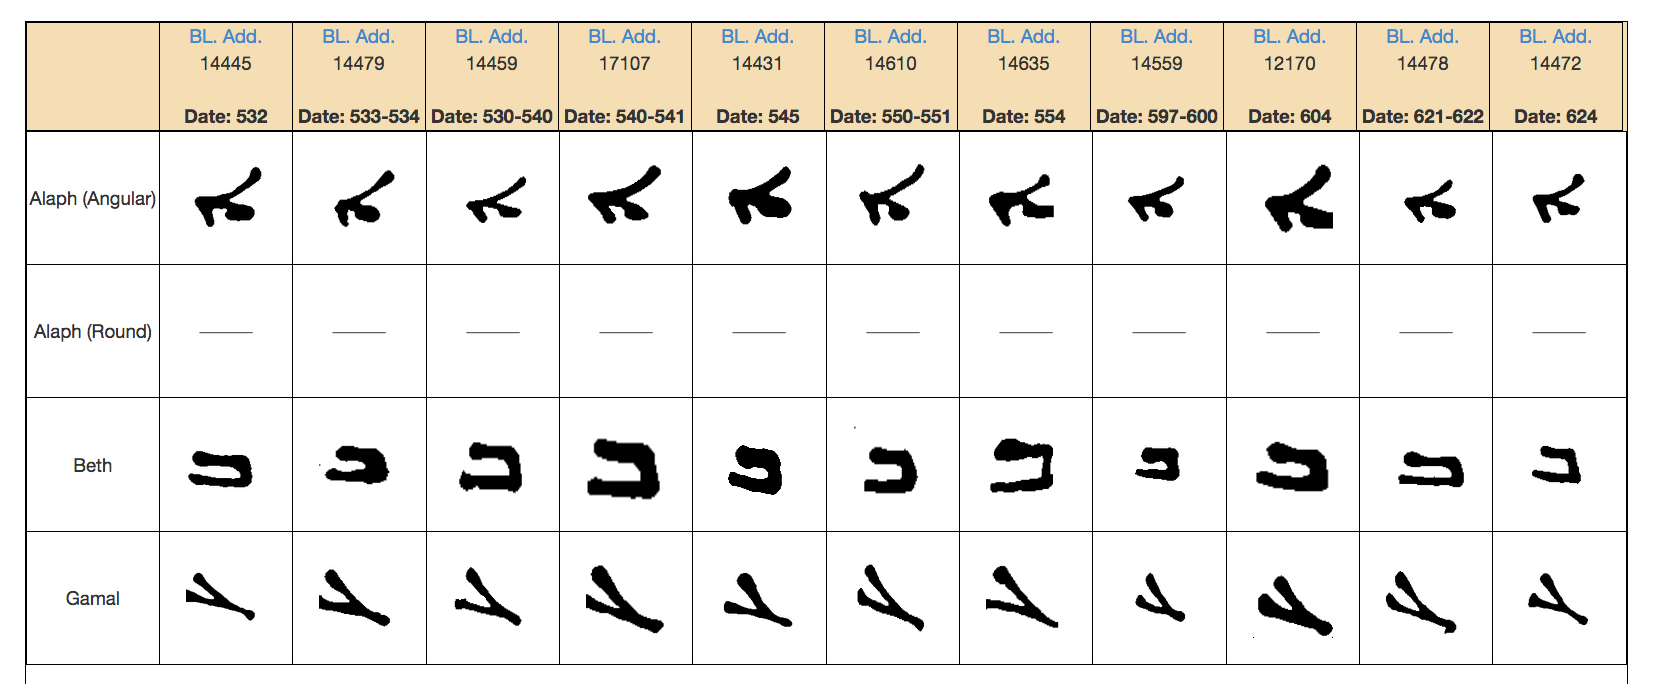 BL. Add. BL. Add. BL. Add. BL. Add. BL. Add. BL. Add. BL. Add. BL. Add. BL. Add. BL. Add. BL. Add.
14445 14479 14459 17107 14431 14610 14635 14559 12170 14478 14472
Date: 532 Date: 533-534 Date: 530-540 Date: 540-541 Date: 545 Date: 550-551 Date: 554 Date: 597-600 Date: 604 Date: 621-622 Date: 624
Alaph (Angular) ܐ ܐ ܐ ܐ ܐ ܐ ܐ ܐ ܐ ܐ ܐ
Alaph (Round) — — — — — — — — — — —
Beth ܒ ܒ ܒ ܒ ܒ ܒ ܒ ܒ ܒ ܒ ܒ
Gamal ܓ ܓ ܓ ܓ ܓ ܓ ܓ ܓ ܓ ܓ ܓ